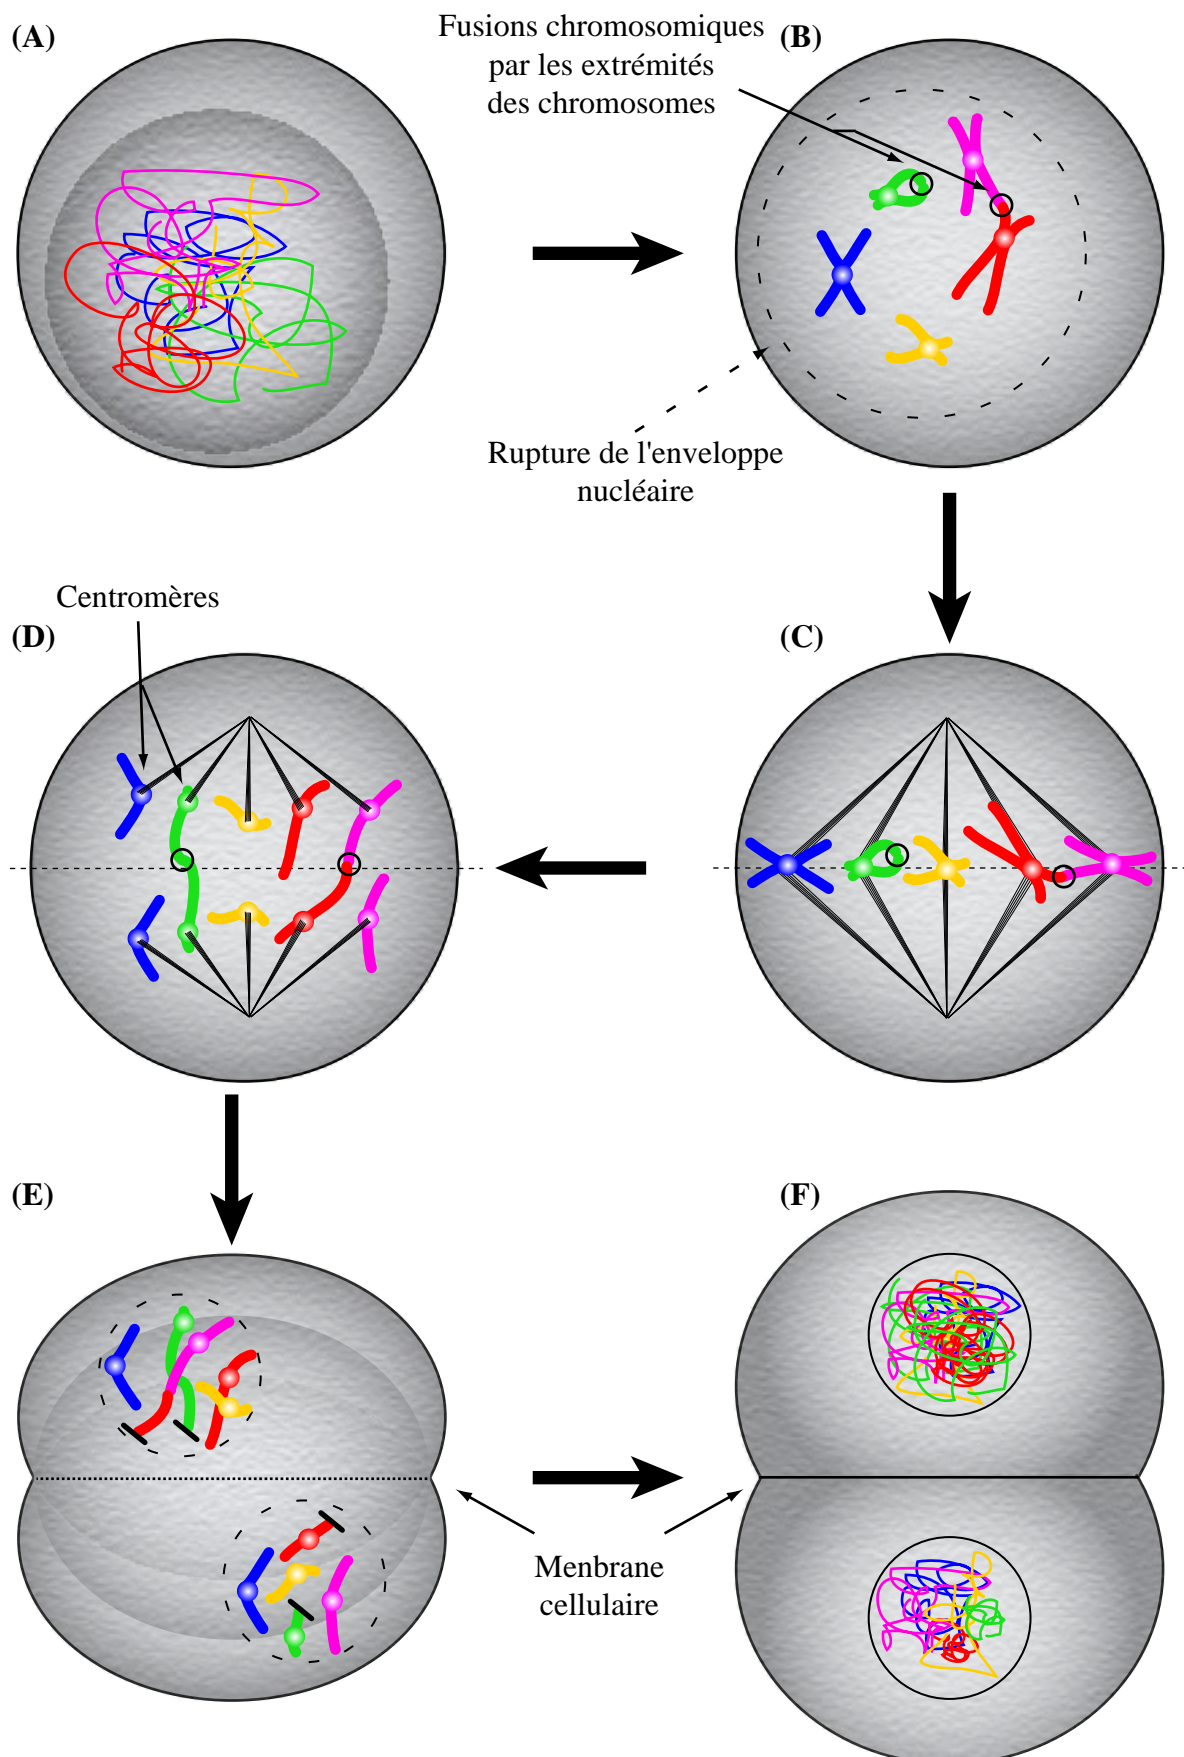 (A)
Fusions chromosomiques
par les extrémités
des chromosomes
(B)
Rupture de l'enveloppe
nucléaire
Centromères
(D)
(C)
(E)
(F)
Menbrane
cellulaire